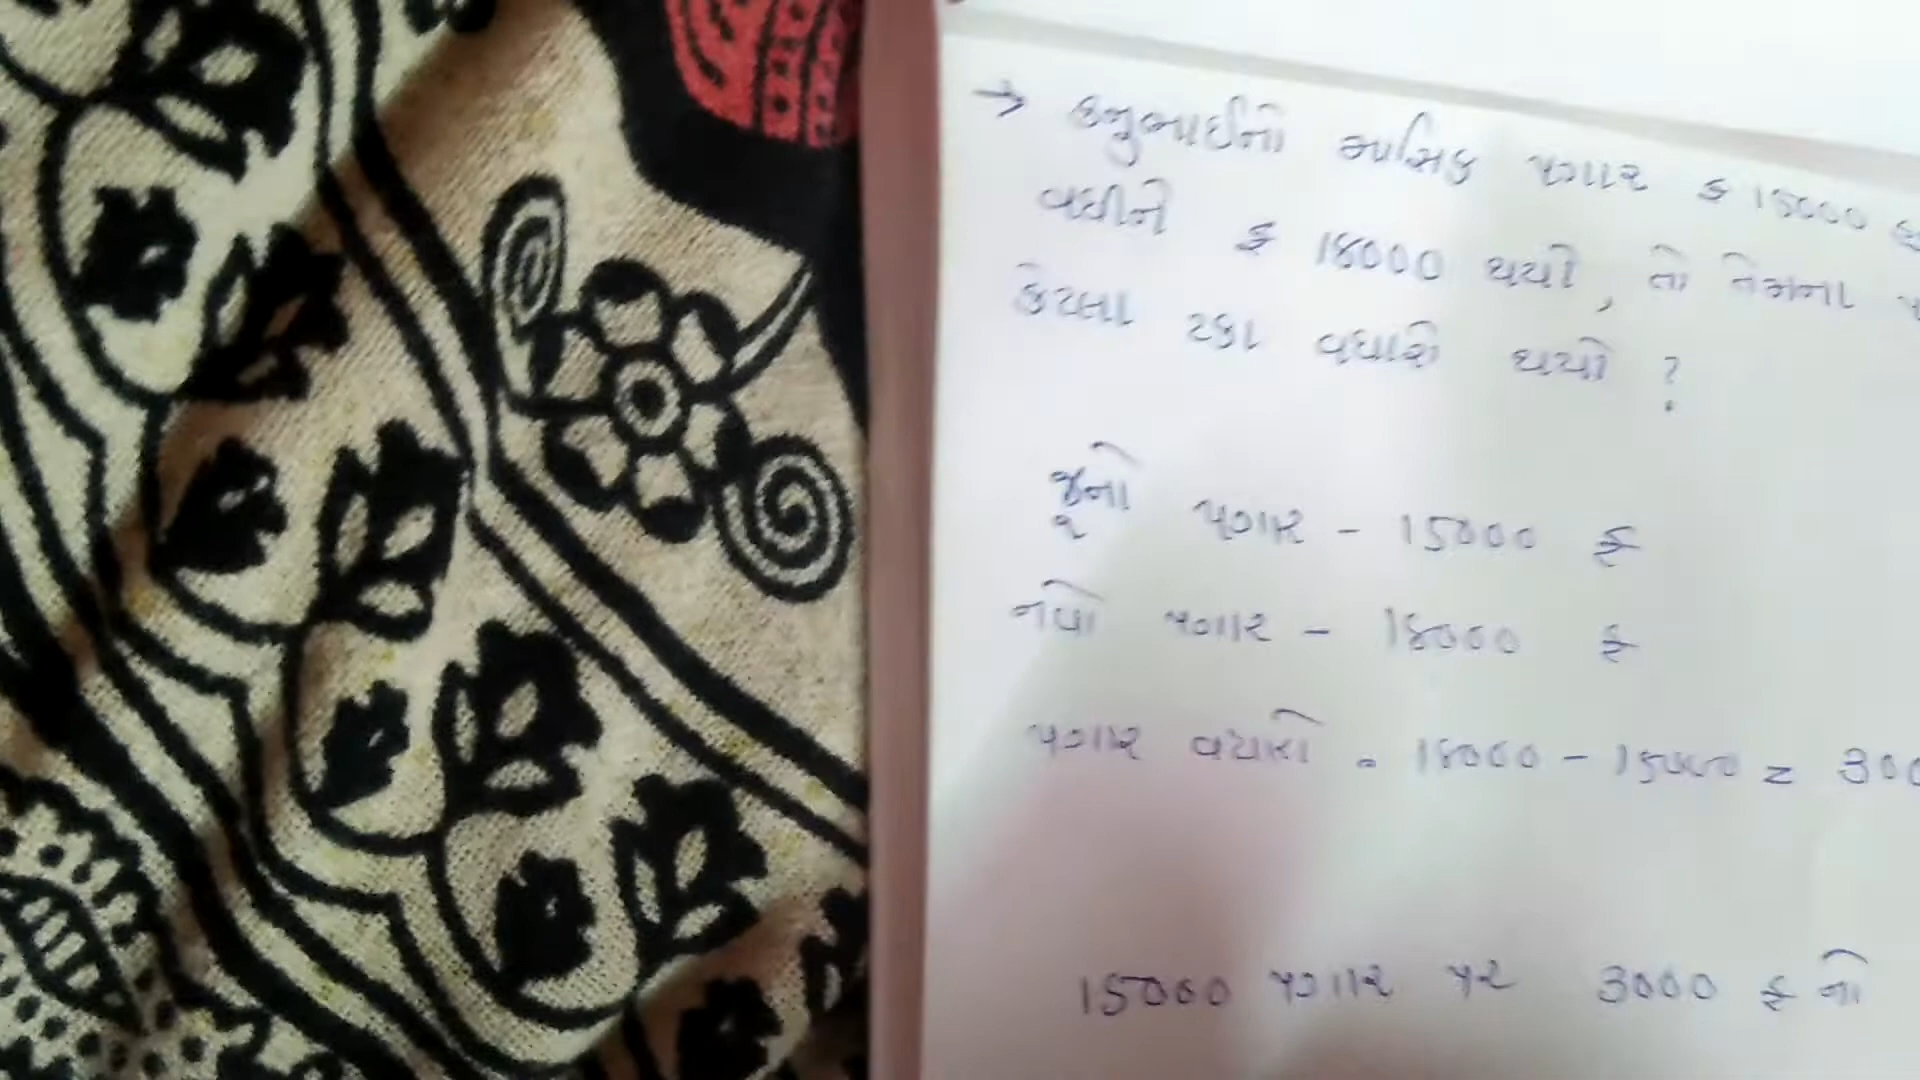 → કનુભાઈનો માસિક પગાર રૂ 15000
વધીને રૂ 18000 થયો, તો તેમના
કેટલા ટકા વધારો થયો ?
જૂનો પગાર - 15000 રૂ
નવો પગાર - 18000 રૂ
પગાર વધારો = 18000 - 15000 = 300
15000 પગાર પર 3000 રૂ નો